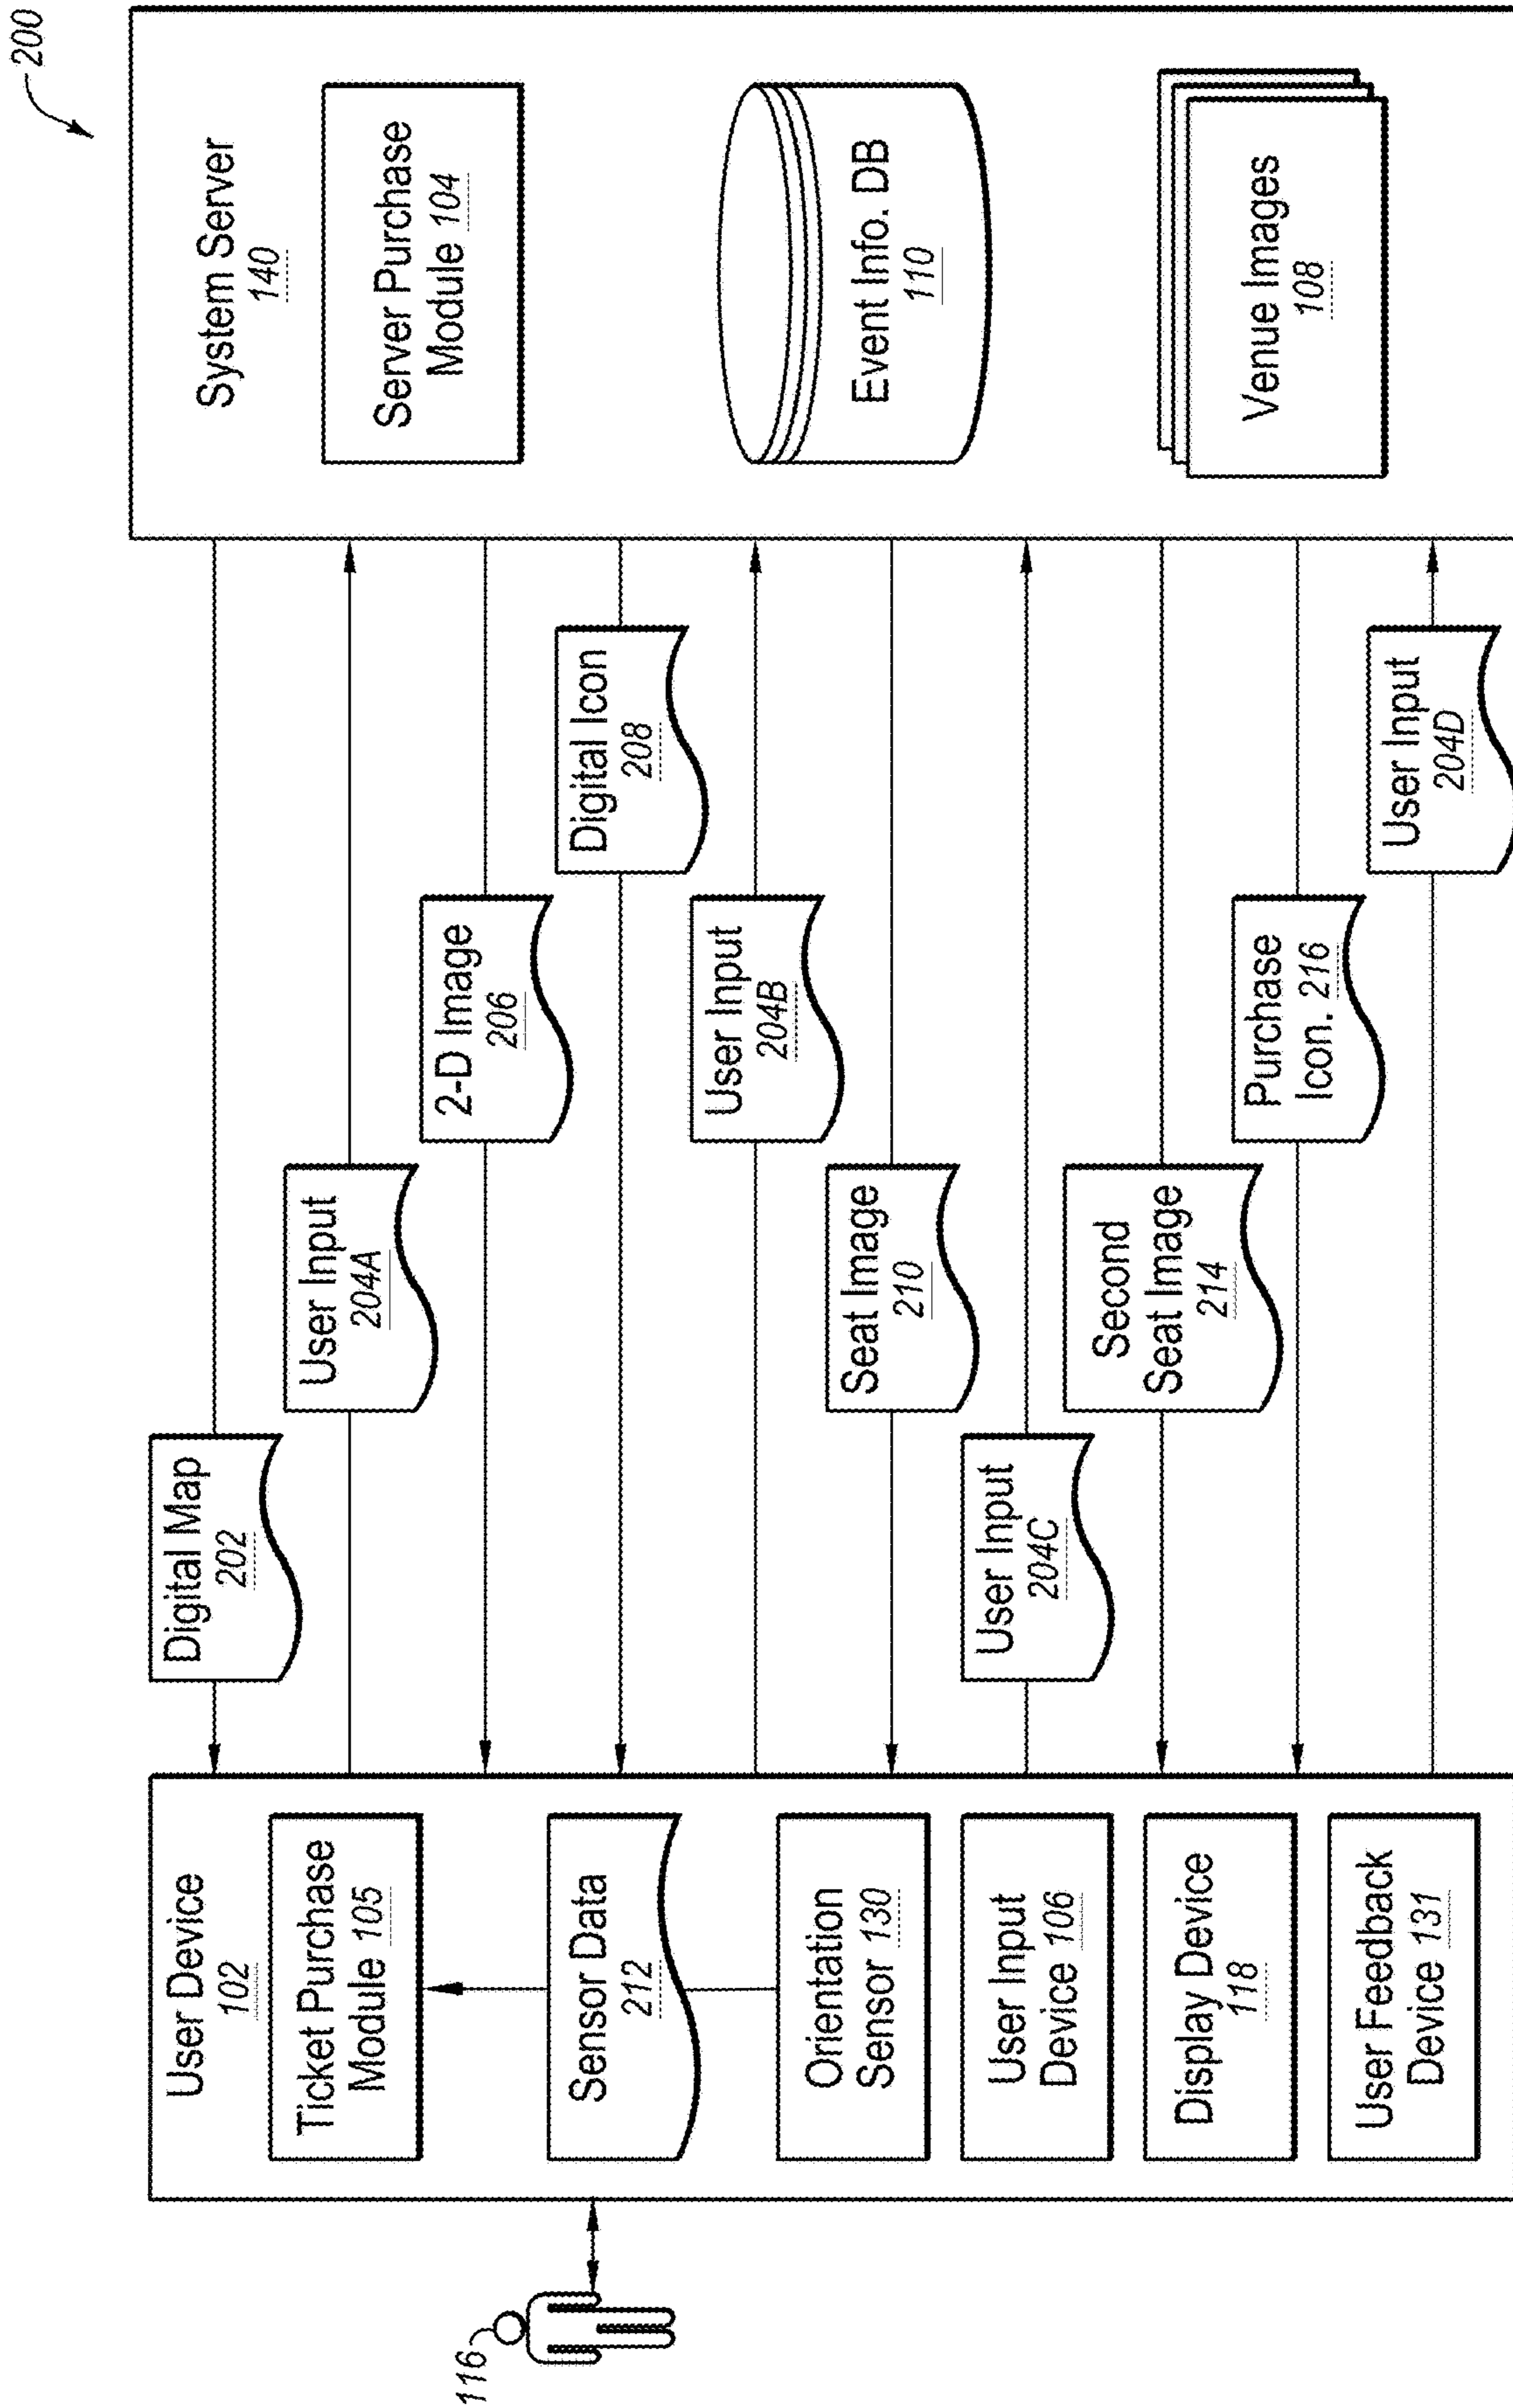 200
System Server
140
Server Purchase
Module 104
Event Info. DB
110
Venue Images
108
Digital Map
202
User Input
204A
2-D Image
206
Digital Icon
208
User Input
204B
Seat Image
210
User Input
204C
Second
Seat Image
214
Purchase
Icon. 216
User Input
204D
User Device
102
Ticket Purchase
Module 105
Sensor Data
212
Orientation
Sensor 130
User Input
Device 106
Display Device
118
User Feedback
Device 131
116